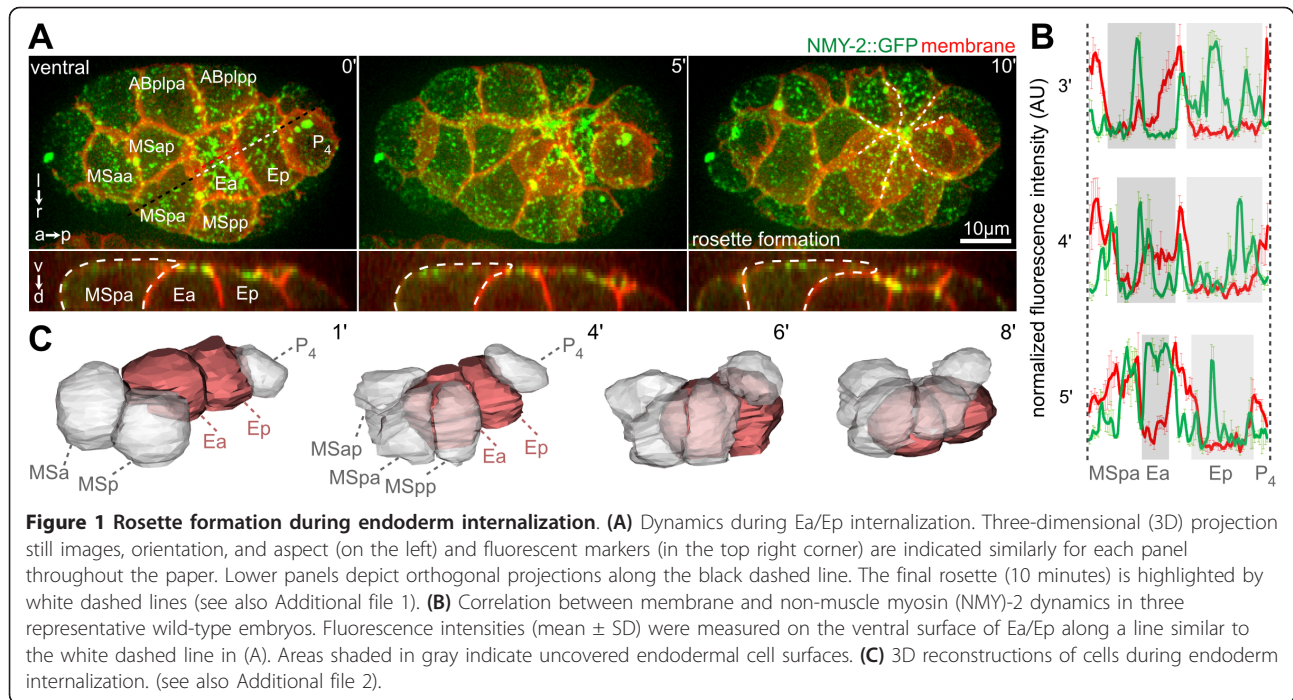 A
NMY-2::GFP membrane
ventral
0'
5'
10'
ABplpa
ABplpp
MSap
MSaa
MSpa
MSpp
Ea
Ep
P4
l
r
a p
rosette formation
10μm
v
d
MSpa
Ea
Ep
B
normalized fluorescence intensity (AU)
3'
4'
5'
MSpa Ea Ep P4
C
1'
4'
6'
8'
P4
Ea
Ep
MSa
MSp
P4
MSap
MSpa
MSpp
Ea
Ep
Figure 1 Rosette formation during endoderm internalization. (A) Dynamics during Ea/Ep internalization. Three-dimensional (3D) projection
still images, orientation, and aspect (on the left) and fluorescent markers (in the top right corner) are indicated similarly for each panel
throughout the paper. Lower panels depict orthogonal projections along the black dashed line. The final rosette (10 minutes) is highlighted by
white dashed lines (see also Additional file 1). (B) Correlation between membrane and non-muscle myosin (NMY)-2 dynamics in three
representative wild-type embryos. Fluorescence intensities (mean ± SD) were measured on the ventral surface of Ea/Ep along a line similar to
the white dashed line in (A). Areas shaded in gray indicate uncovered endodermal cell surfaces. (C) 3D reconstructions of cells during endoderm
internalization. (see also Additional file 2).